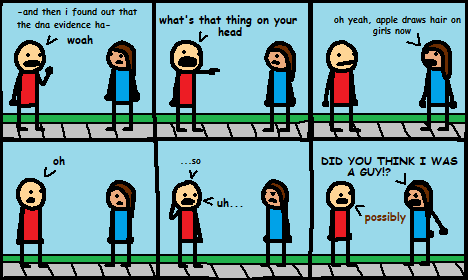 -and then i found out that
the dna evidence ha-
woah
what's that thing on your
head
oh yeah, apple draws hair on
girls now
oh
...so
uh...
DID YOU THINK I WAS
A GUY!?
possibly